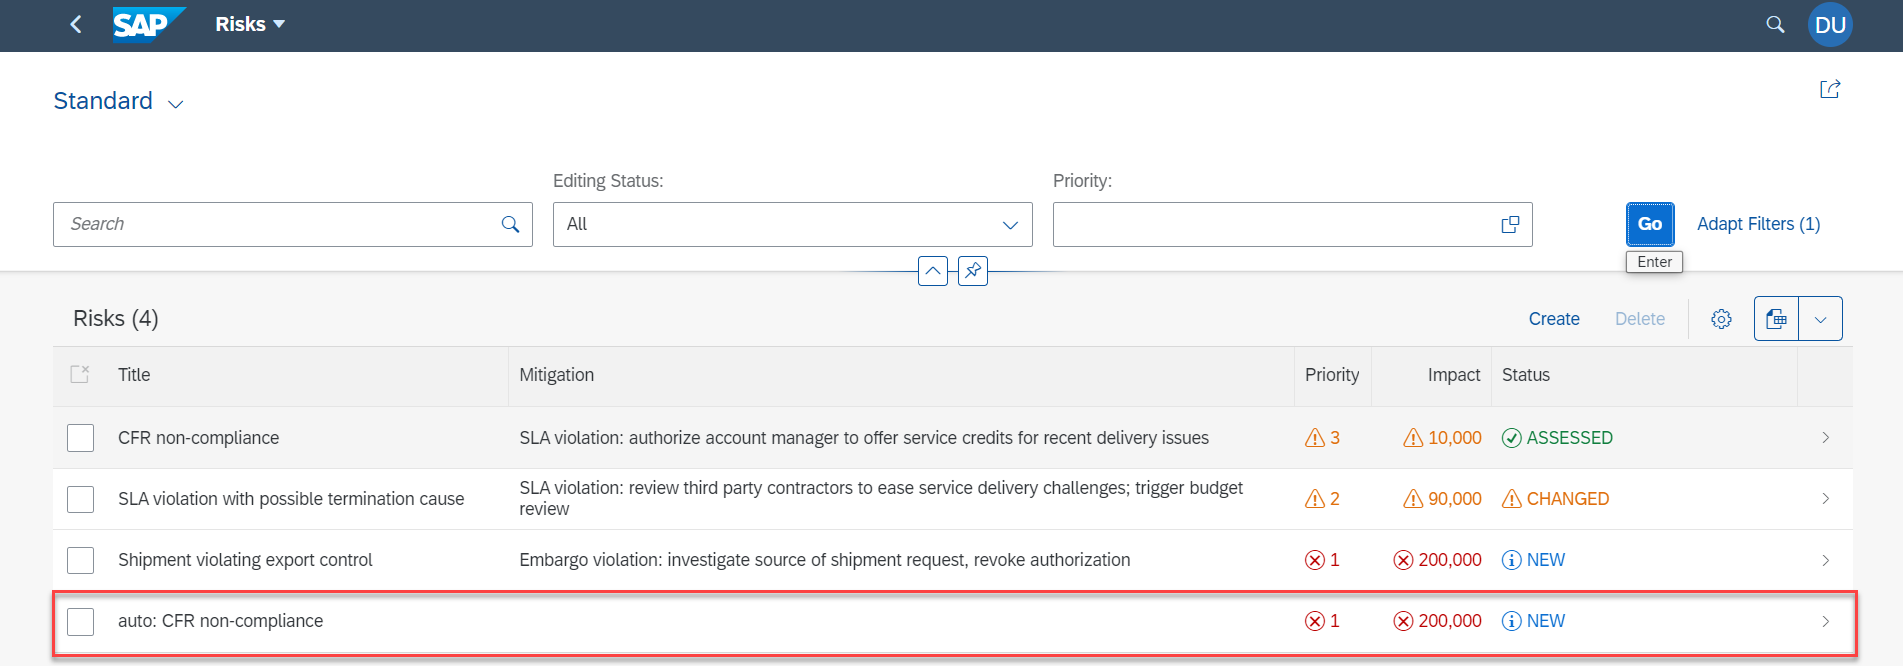 SAP Risks DU
Standard
Editing Status: Priority:
Search All Go Adapt Filters (1)
Enter
Risks (4) Create Delete
Title Mitigation Priority Impact Status
CFR non-compliance SLA violation: authorize account manager to offer service credits for recent delivery issues 3 10,000 ASSESSED
SLA violation with possible termination cause SLA violation: review third party contractors to ease service delivery challenges; trigger budget
review 2 90,000 CHANGED
Shipment violating export control Embargo violation: investigate source of shipment request, revoke authorization 1 200,000 NEW
auto: CFR non-compliance 1 200,000 NEW